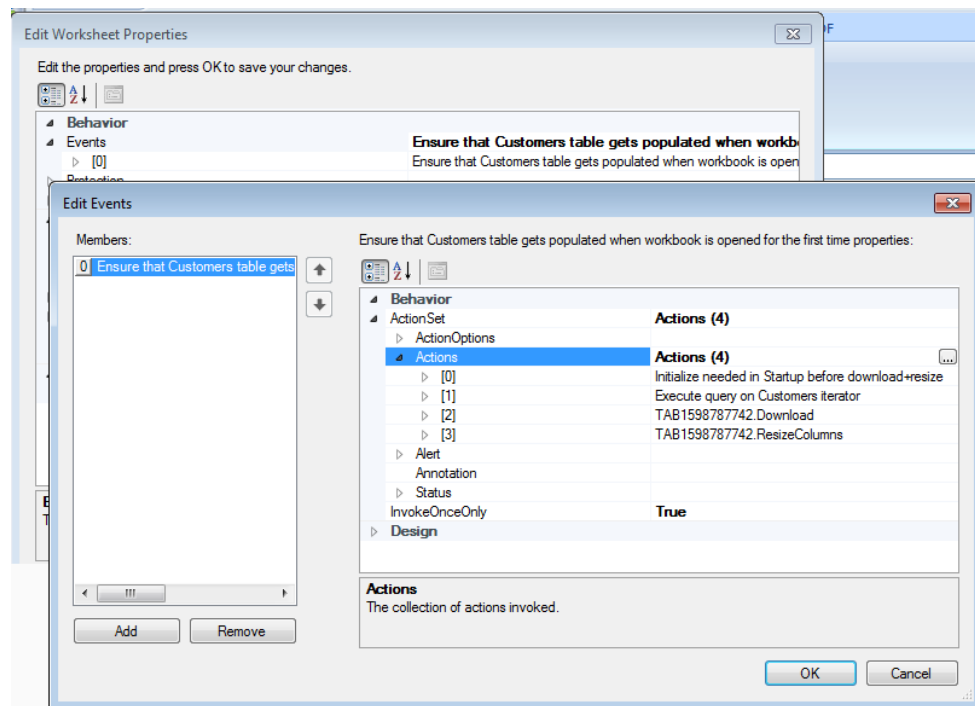 Edit Worksheet Properties
Edit the properties and press OK to save your changes.
Behavior
Events Ensure that Customers table gets populated when workb
[0] Ensure that Customers table gets populated when workbook is open
Protection
Edit Events
Members:
0 Ensure that Customers table gets
Add Remove
Ensure that Customers table gets populated when workbook is opened for the first time properties:
Behavior
ActionSet Actions (4)
ActionOptions
Actions Actions (4) ...
[0] Initialize needed in Startup before download+resize
[1] Execute query on Customers iterator
[2] TAB1598787742.Download
[3] TAB1598787742.ResizeColumns
Alert
Annotation
Status
InvokeOnceOnly True
Design
Actions
The collection of actions invoked.
OK Cancel